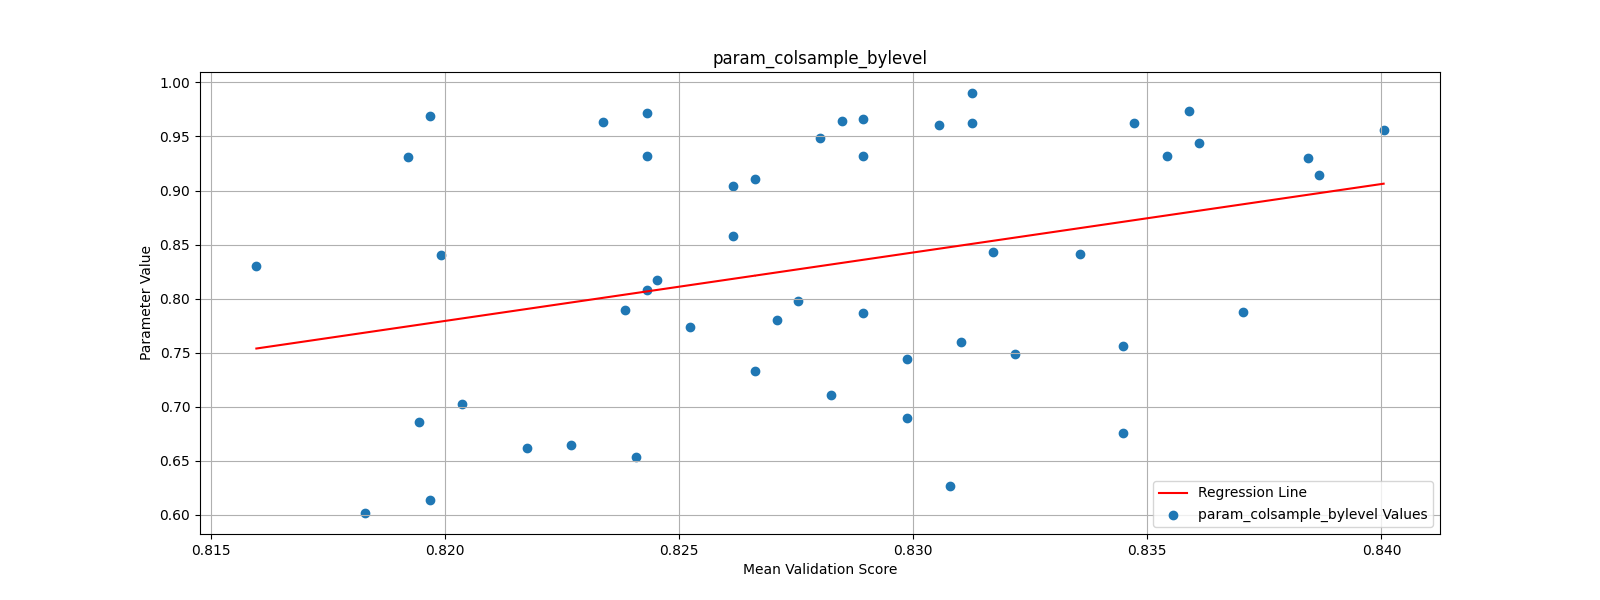 param_colsample_bylevel
1.00
0.95
0.90
0.85
0.80
0.75
0.70
0.65
0.60
Parameter Value
0.815 0.820 0.825 0.830 0.835 0.840
Mean Validation Score
Regression Line
param_colsample_bylevel Values